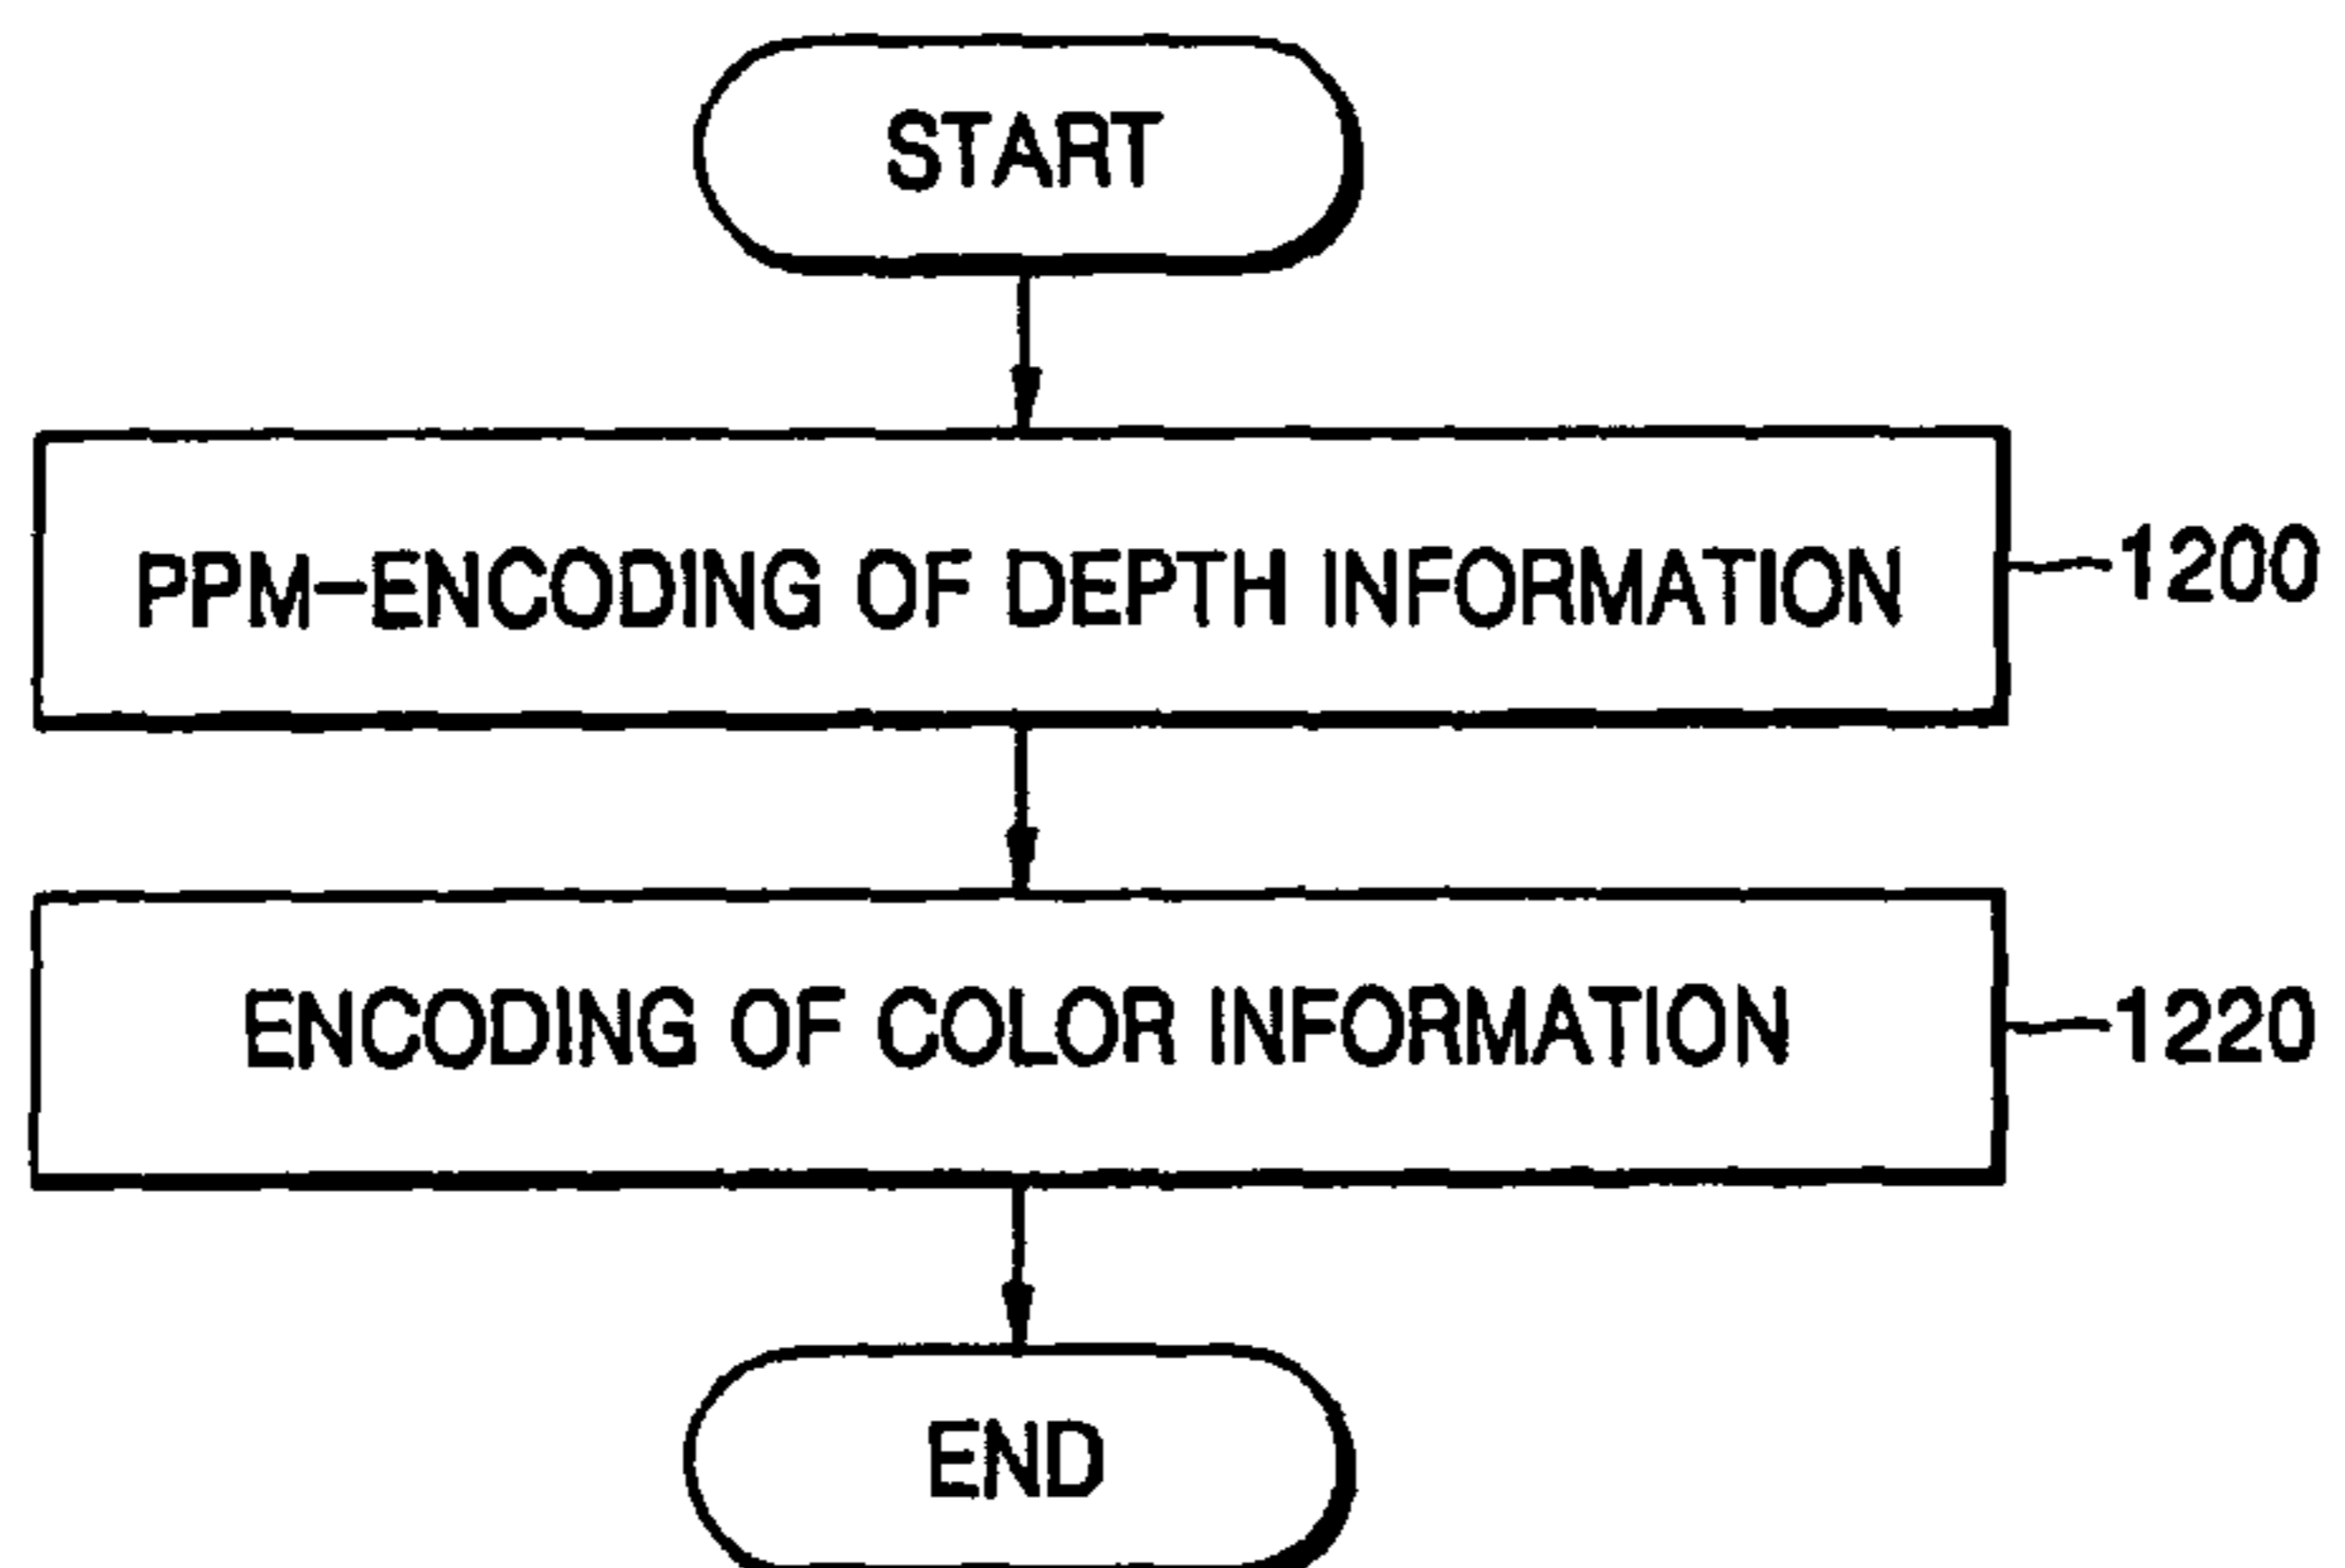 START
PPM-ENCODING OF DEPTH INFORMATION
1200
ENCODING OF COLOR INFORMATION
1220
END